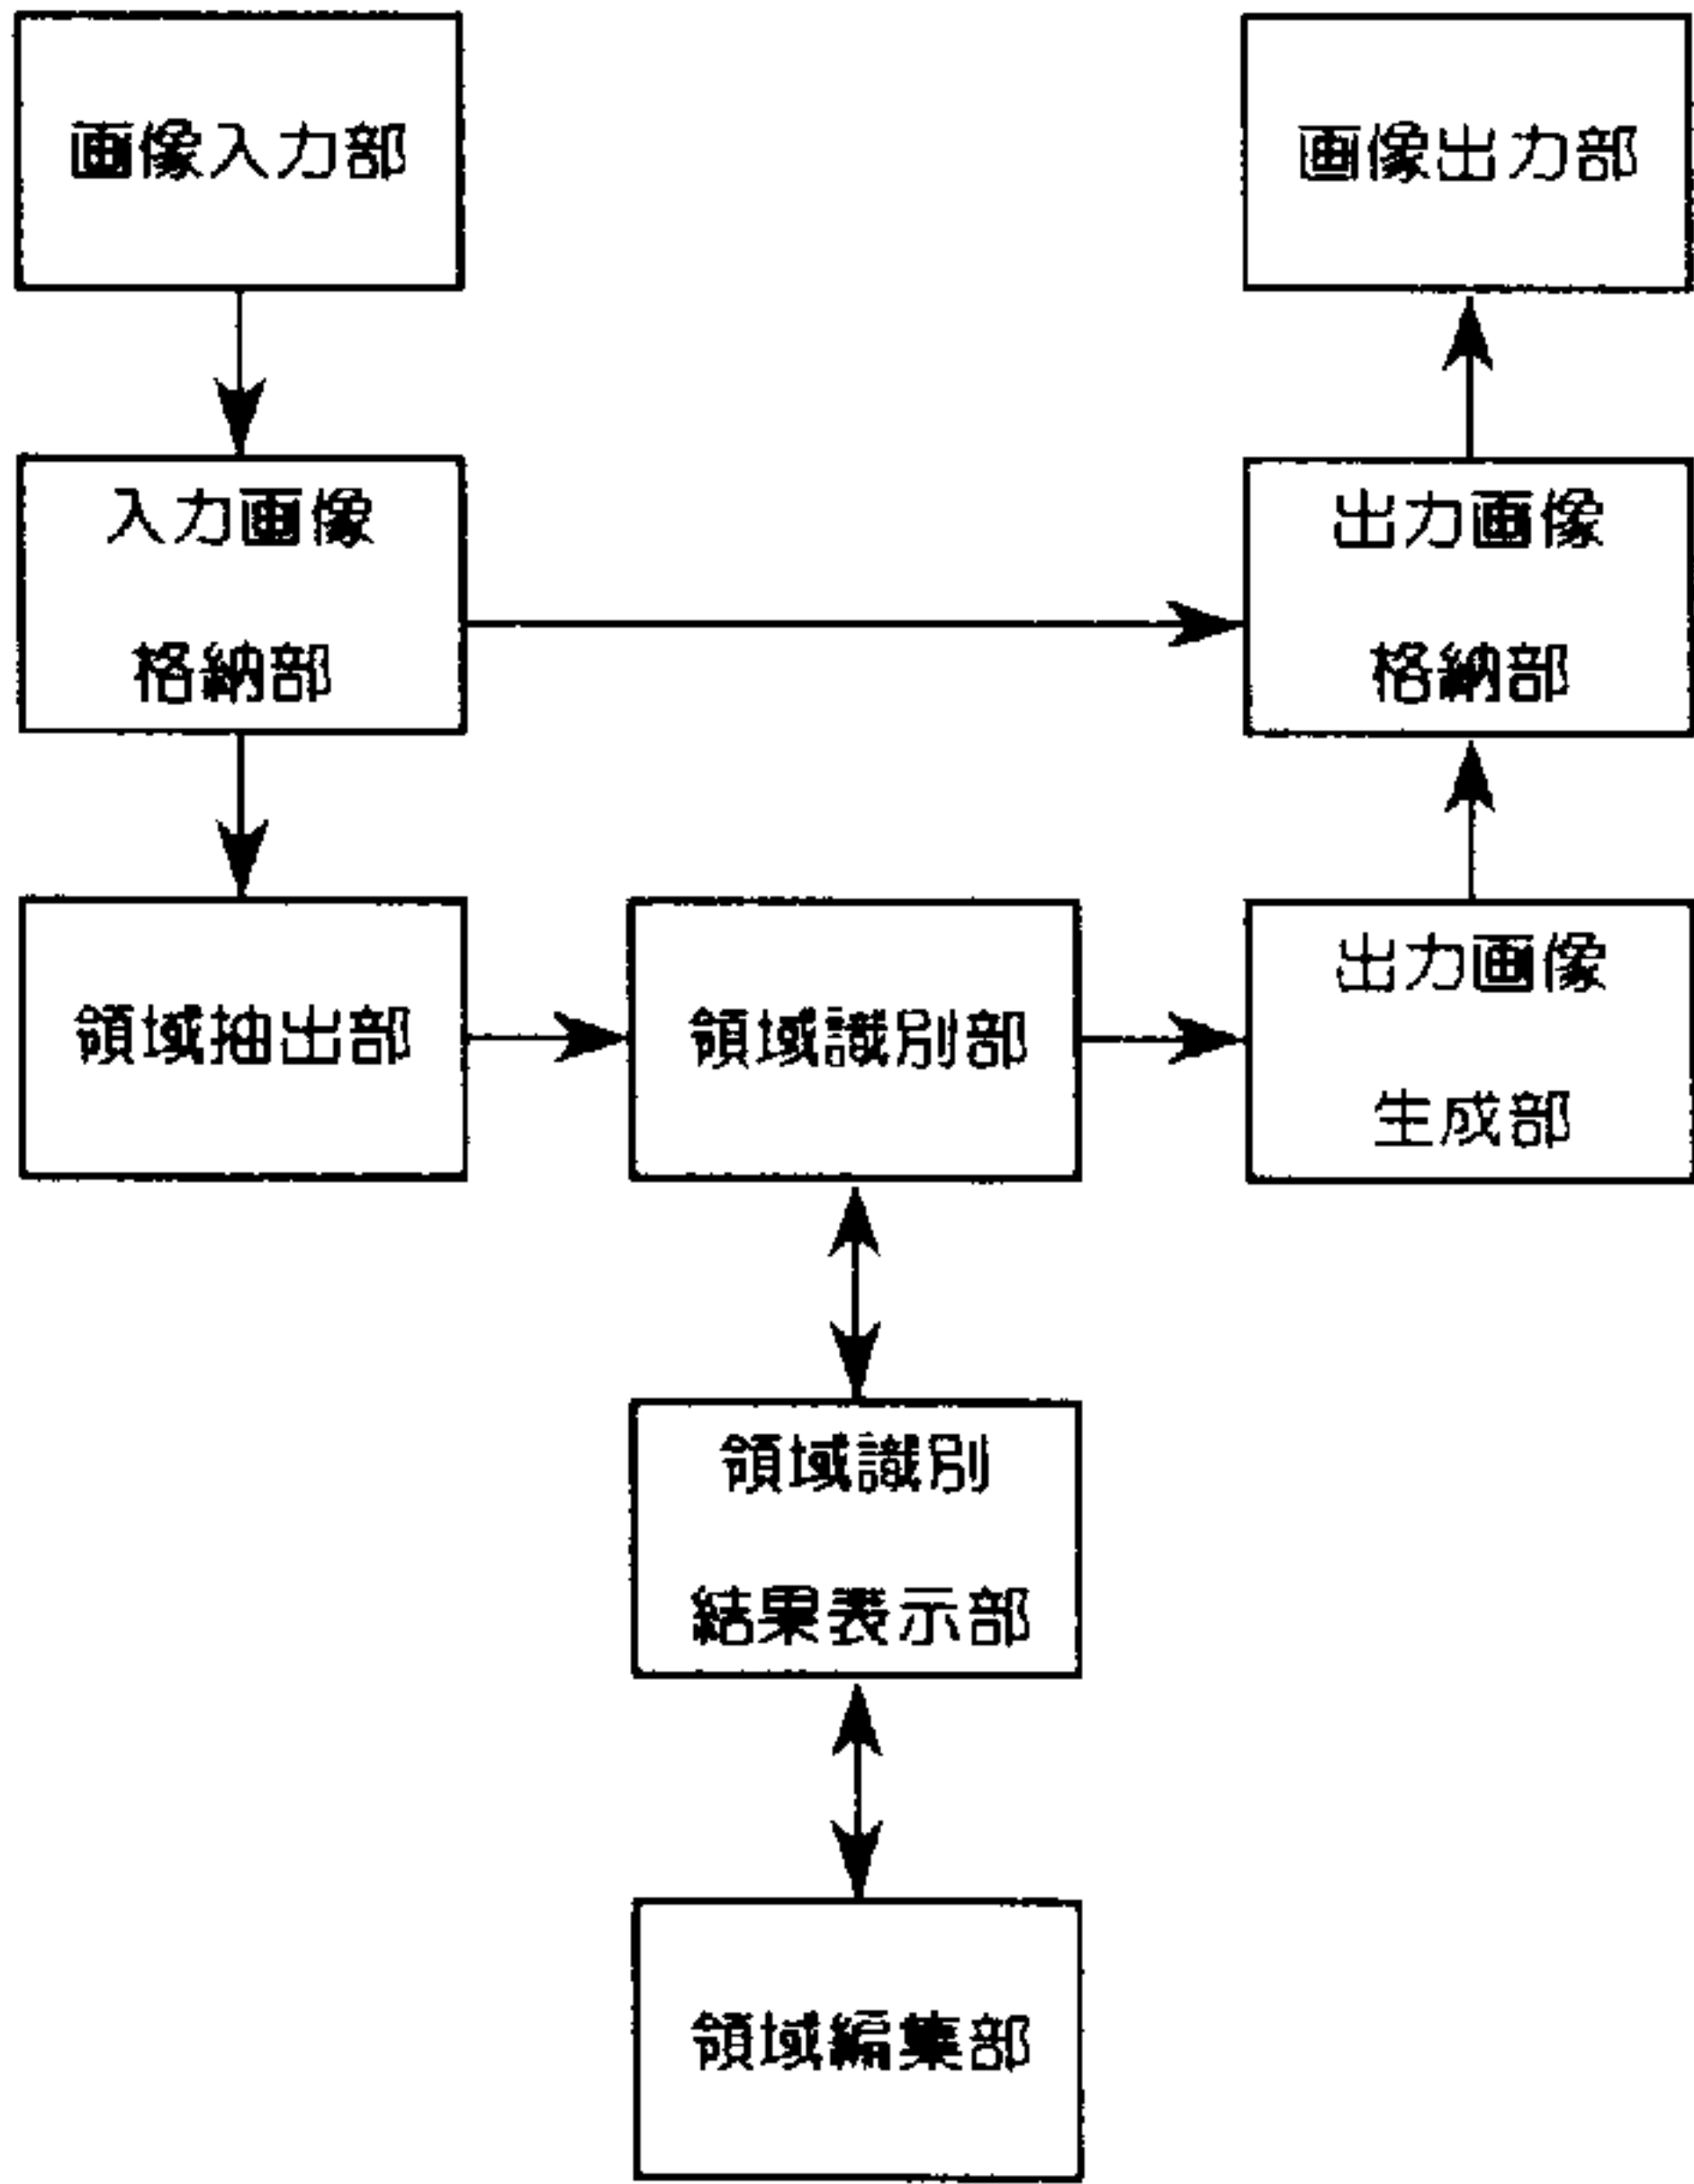 画像入力部
画像出力部
入力画像
格納部
出力画像
格納部
領域抽出部
領域識別部
出力画像
生成部
領域識別
結果表示部
領域編集部